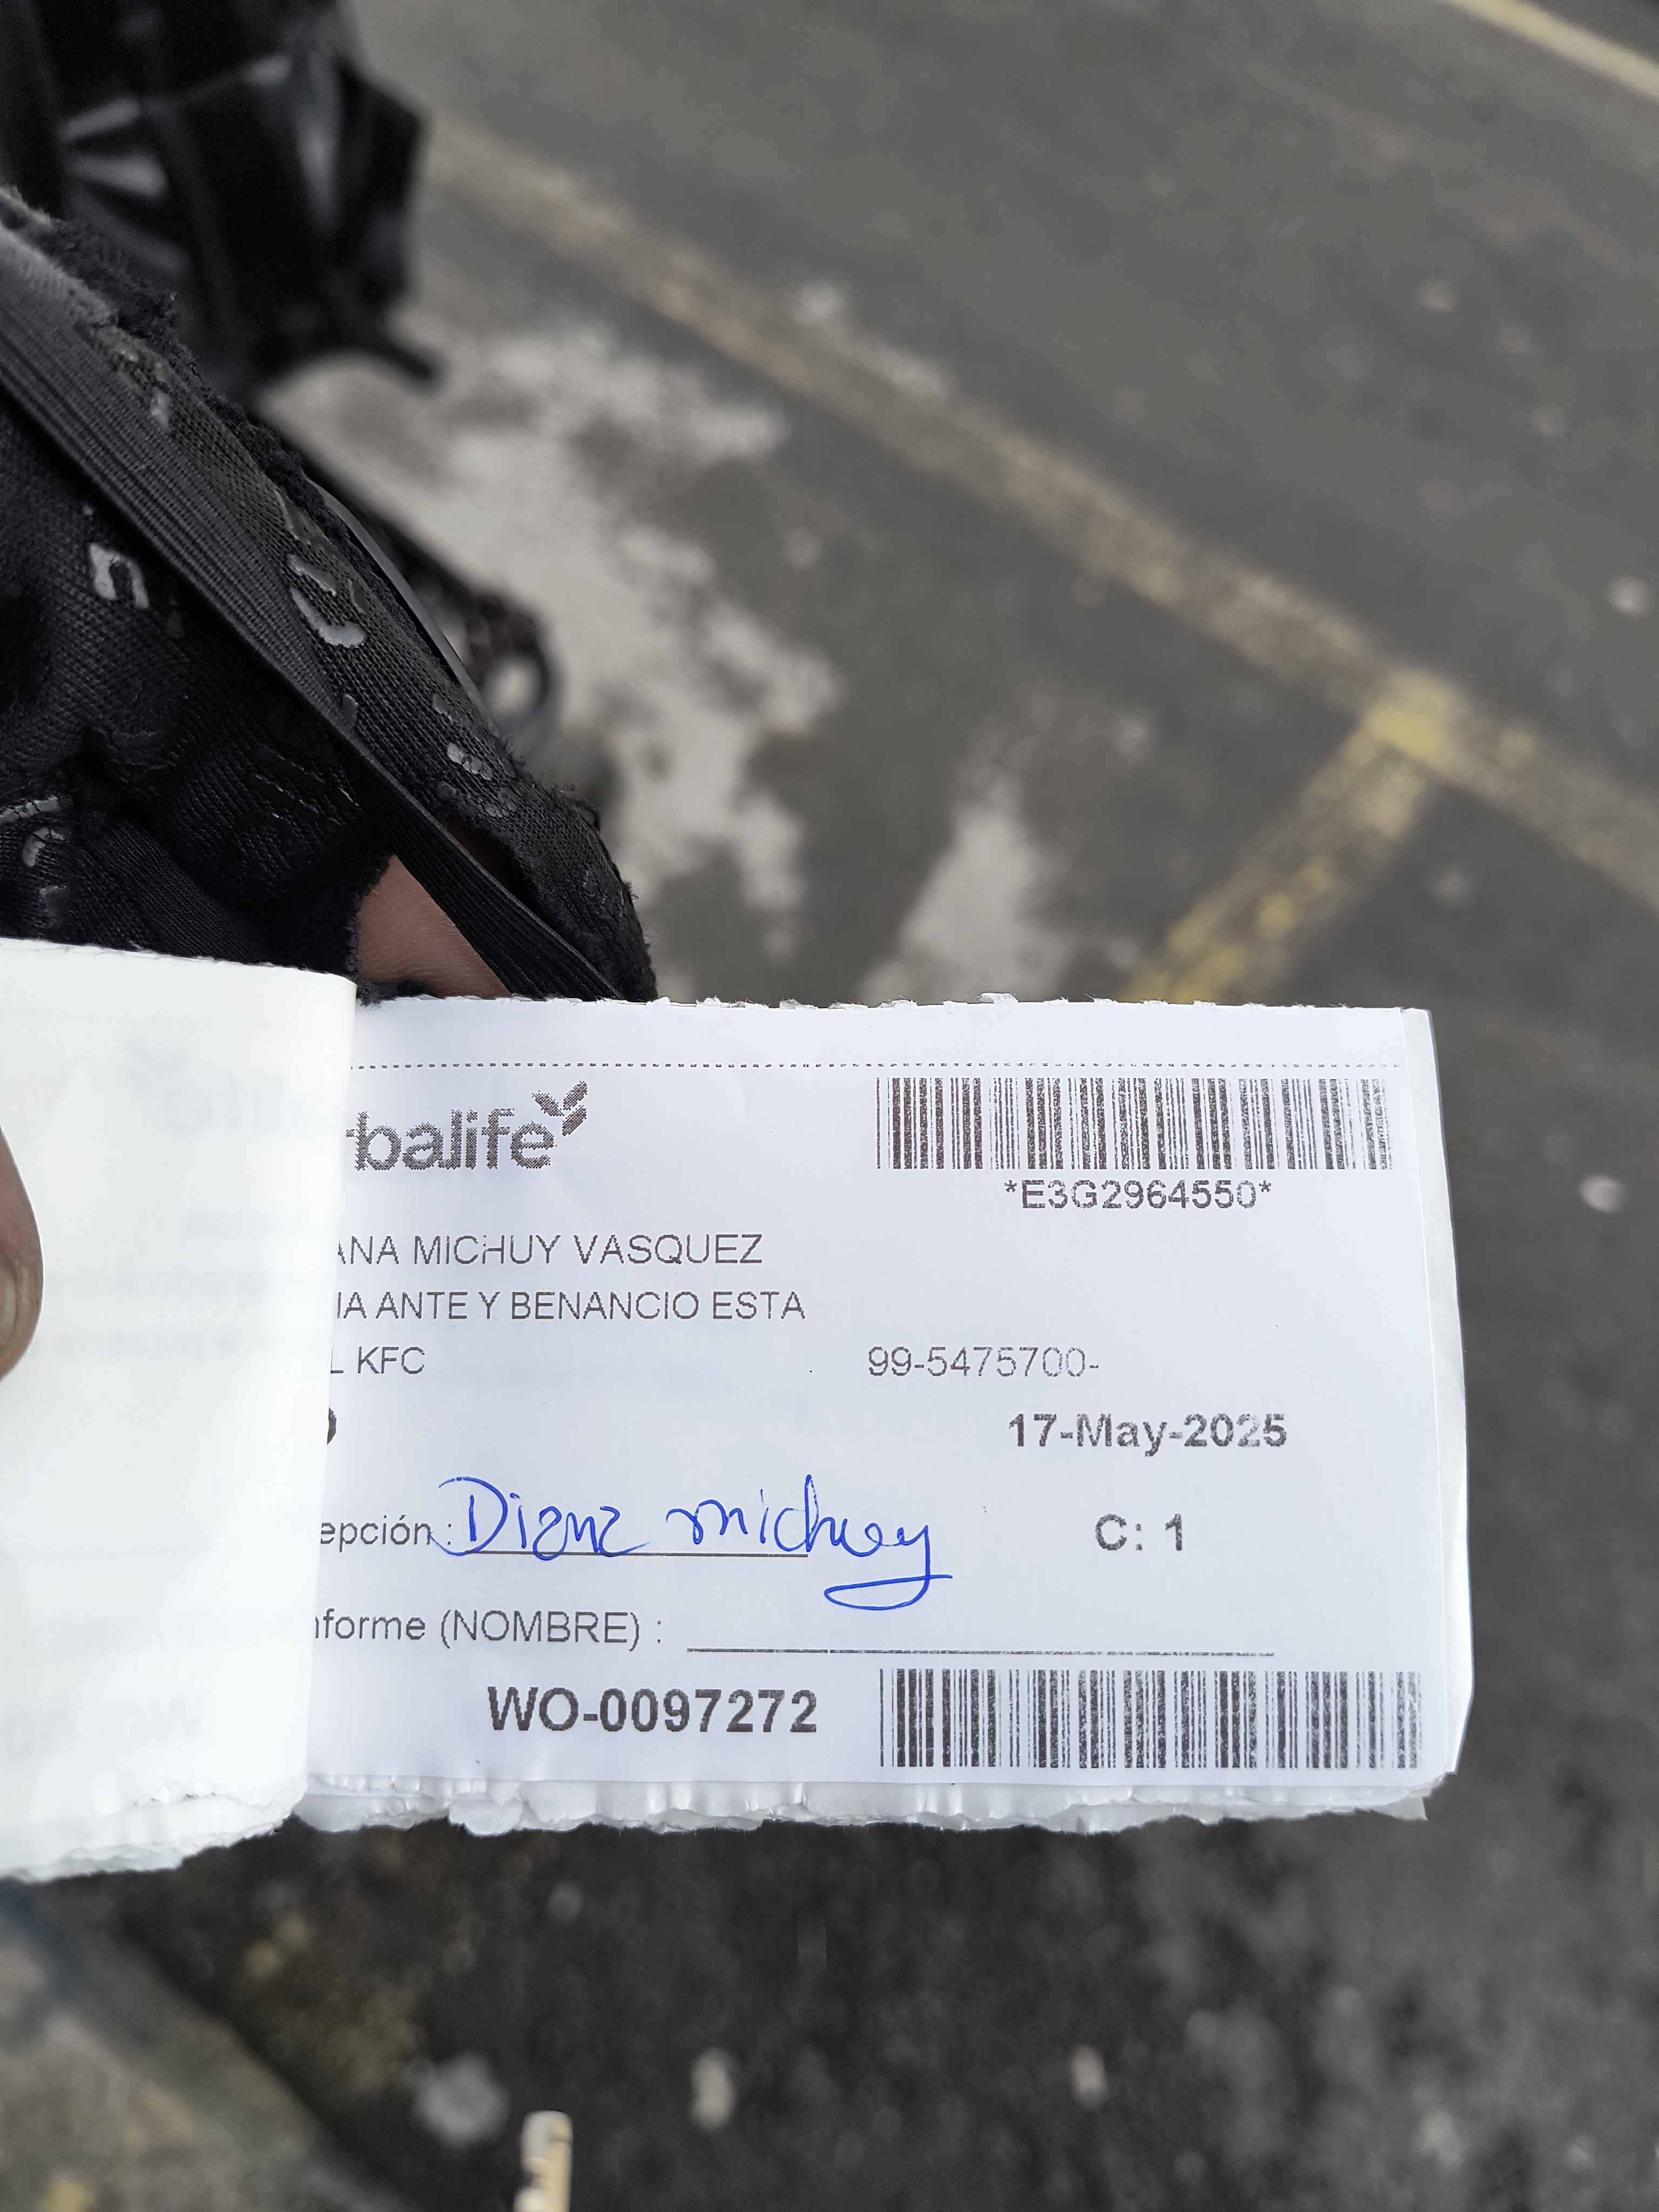 rbalife
*E3G2964550*
ANA MICHUY VASQUEZ
IA ANTE Y BENANCIO ESTA
L KFC 99-5475700-
17-May-2025
epción : Diana michuy C: 1
nforme (NOMBRE) :
WO-0097272